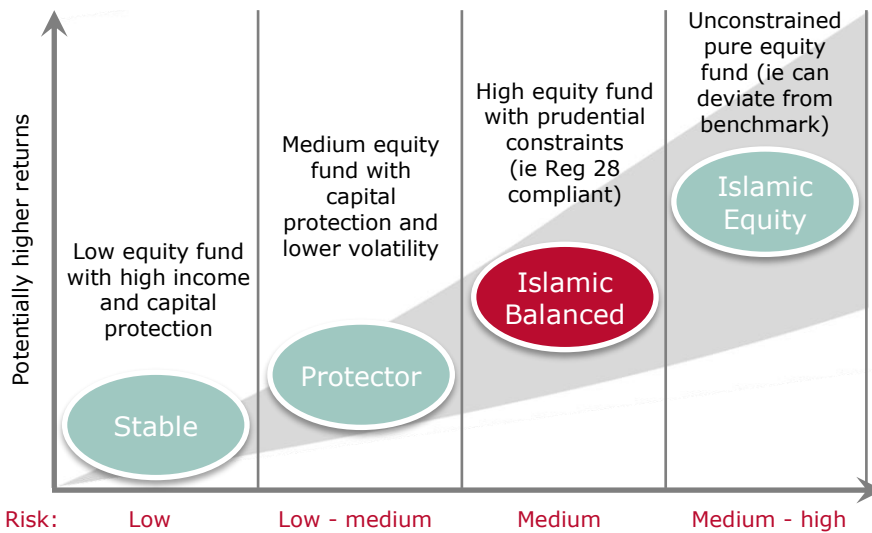 Potentially higher returns
Low equity fund
with high income
and capital
protection
Stable
Medium equity
fund with
capital
protection and
lower volatility
Protector
High equity fund
with prudential
constraints
(ie Reg 28
compliant)
Islamic
Balanced
Unconstrained
pure equity
fund (ie can
deviate from
benchmark)
Islamic
Equity
Risk:
Low
Low - medium
Medium
Medium - high